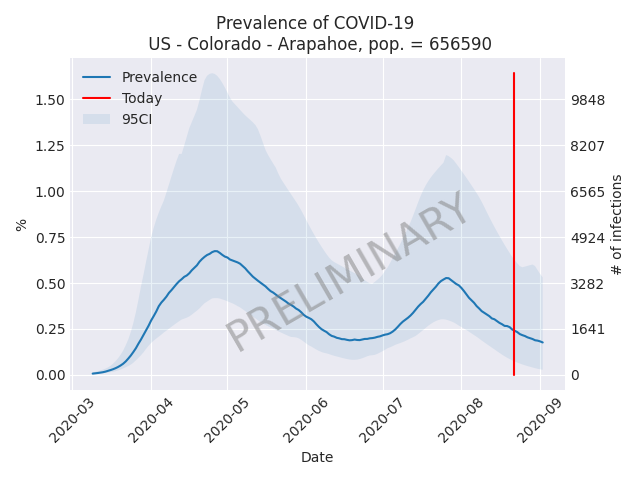 Prevalence of COVID-19
US - Colorado - Arapahoe, pop. = 656590
Prevalence
Today
95CI
1.50
1.25
1.00
0.75
0.50
0.25
0.00
%
9848
8207
6565
4924
3282
1641
0
# of infections
PRELIMINARY
2020-03
2020-04
2020-05
2020-06
2020-07
2020-08
2020-09
Date